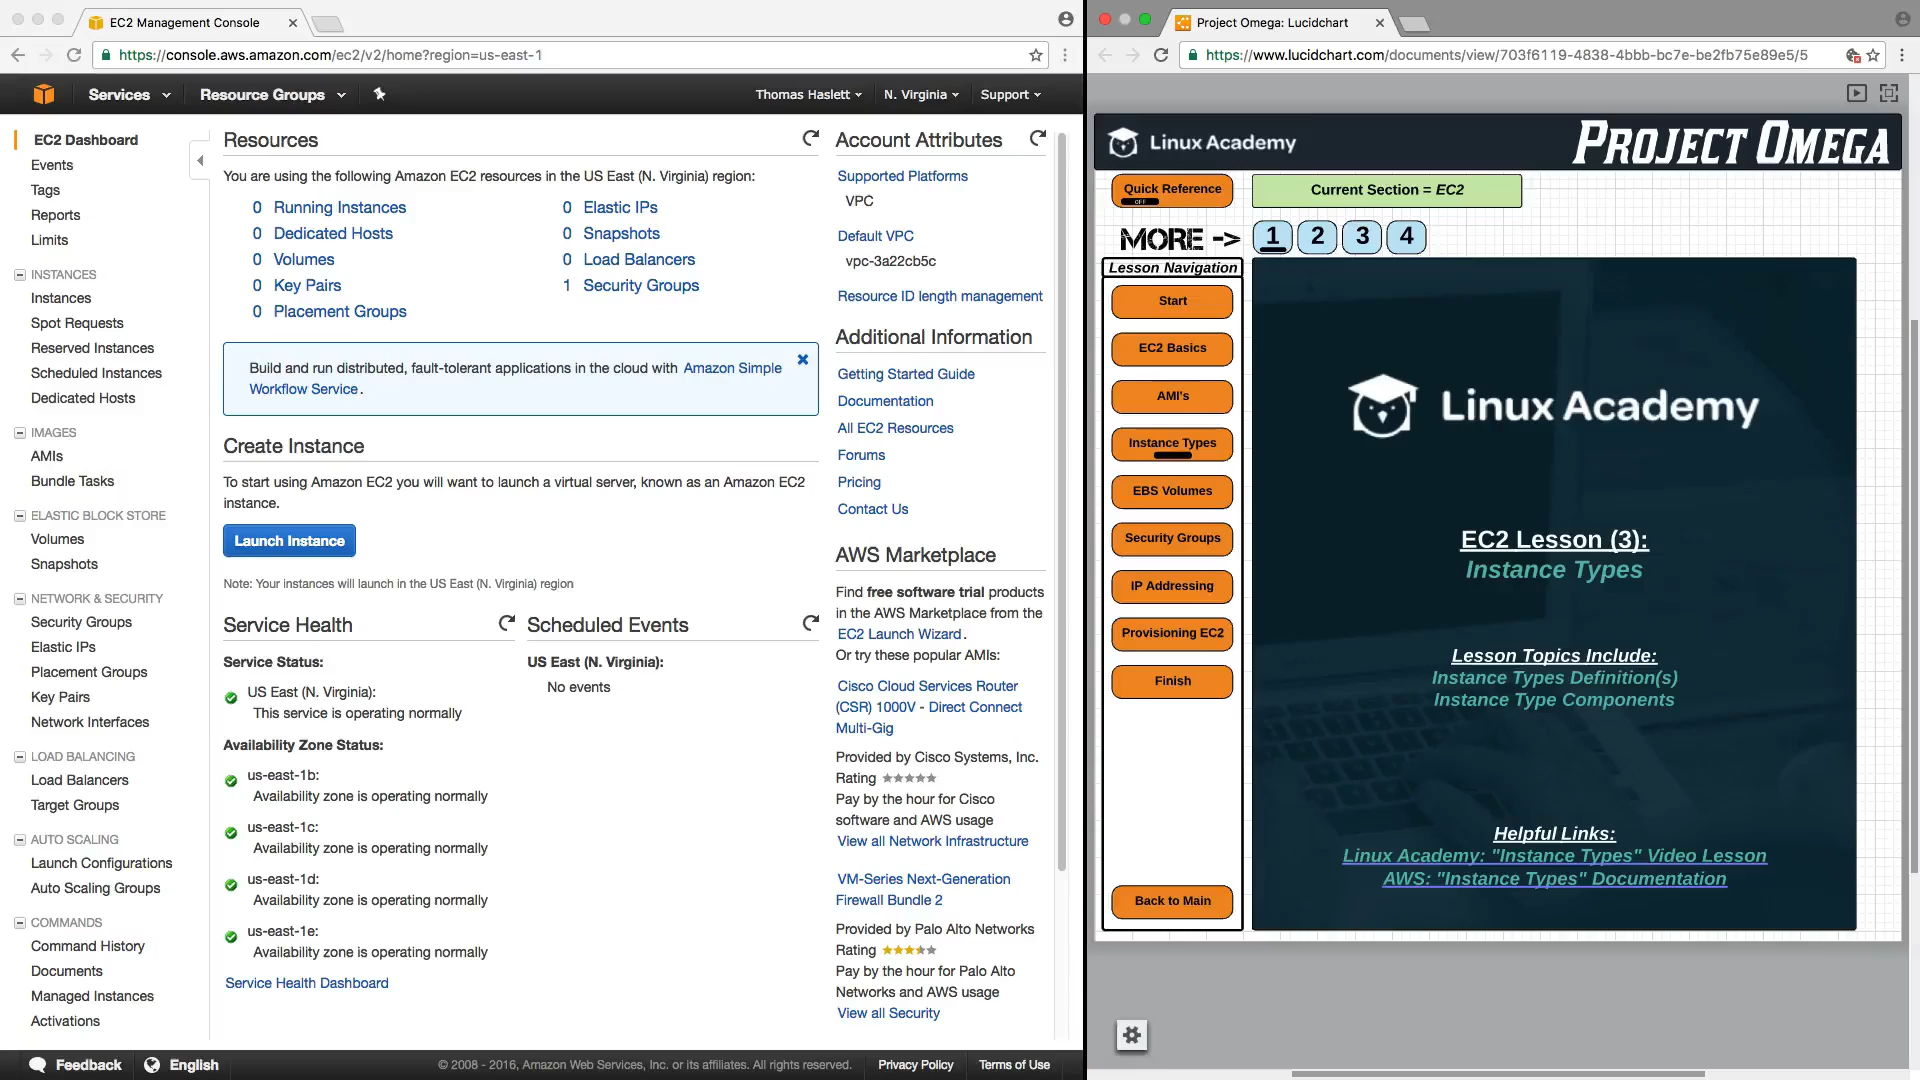 EC2 Management Console
https://console.aws.amazon.com/ec2/v2/home?region=us-east-1
Services
Resource Groups
Thomas Haslett
N. Virginia
Support
EC2 Dashboard
Events
Tags
Reports
Limits
INSTANCES
Instances
Spot Requests
Reserved Instances
Scheduled Instances
Dedicated Hosts
IMAGES
AMIs
Bundle Tasks
ELASTIC BLOCK STORE
Volumes
Snapshots
NETWORK & SECURITY
Security Groups
Elastic IPs
Placement Groups
Key Pairs
Network Interfaces
LOAD BALANCING
Load Balancers
Target Groups
AUTO SCALING
Launch Configurations
Auto Scaling Groups
COMMANDS
Command History
Documents
Managed Instances
Activations
Resources
You are using the following Amazon EC2 resources in the US East (N. Virginia) region:
0 Running Instances
0 Elastic IPs
0 Dedicated Hosts
0 Snapshots
0 Volumes
0 Load Balancers
0 Key Pairs
1 Security Groups
0 Placement Groups
Build and run distributed, fault-tolerant applications in the cloud with Amazon Simple
Workflow Service.
Create Instance
To start using Amazon EC2 you will want to launch a virtual server, known as an Amazon EC2
instance.
Launch Instance
Note: Your instances will launch in the US East (N. Virginia) region
Service Health
Service Status:
US East (N. Virginia):
This service is operating normally
Availability Zone Status:
us-east-1b:
Availability zone is operating normally
us-east-1c:
Availability zone is operating normally
us-east-1d:
Availability zone is operating normally
us-east-1e:
Availability zone is operating normally
Service Health Dashboard
Scheduled Events
US East (N. Virginia):
No events
Account Attributes
Supported Platforms
VPC
Default VPC
vpc-3a22cb5c
Resource ID length management
Additional Information
Getting Started Guide
Documentation
All EC2 Resources
Forums
Pricing
Contact Us
AWS Marketplace
Find free software trial products
in the AWS Marketplace from the
EC2 Launch Wizard.
Or try these popular AMIs:
Cisco Cloud Services Router
(CSR) 1000V - Direct Connect
Multi-Gig
Provided by Cisco Systems, Inc.
Rating
Pay by the hour for Cisco
software and AWS usage
View all Network Infrastructure
VM-Series Next-Generation
Firewall Bundle 2
Provided by Palo Alto Networks
Rating
Pay by the hour for Palo Alto
Networks and AWS usage
View all Security
Feedback
English
© 2008 - 2016, Amazon Web Services, Inc. or its affiliates. All rights reserved.
Privacy Policy
Terms of Use
Project Omega: Lucidchart
https://www.lucidchart.com/documents/view/703f6119-4838-4bbb-bc7e-be2fb75e89e5/5
Linux Academy
PROJECT OMEGA
Quick Reference
OFF
Current Section = EC2
MORE ->
1
2
3
4
Lesson Navigation
Start
EC2 Basics
AMI's
Instance Types
EBS Volumes
Security Groups
IP Addressing
Provisioning EC2
Finish
Back to Main
Linux Academy
EC2 Lesson (3):
Instance Types
Lesson Topics Include:
Instance Types Definition(s)
Instance Type Components
Helpful Links:
Linux Academy: "Instance Types" Video Lesson
AWS: "Instance Types" Documentation